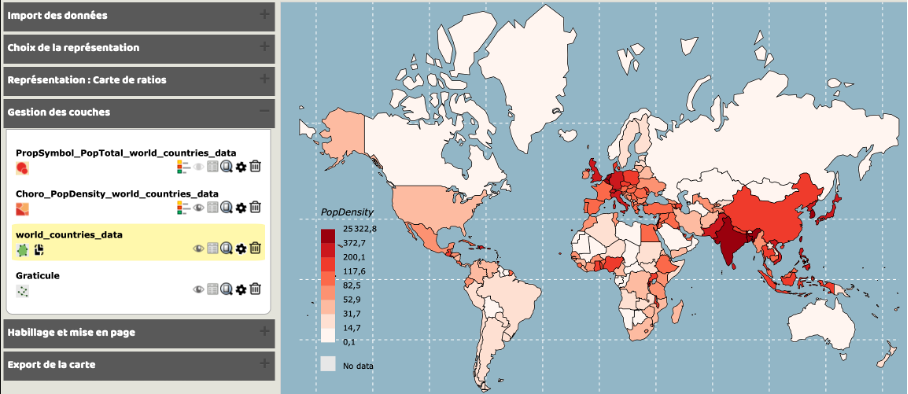 Import des données
+
Choix de la représentation
+
Représentation : Carte de ratios
+
Gestion des couches
−
PropSymbol_PopTotal_world_countries_data
Choro_PopDensity_world_countries_data
world_countries_data
Graticule
Habillage et mise en page
+
Export de la carte
+
PopDensity
25 322,8
372,7
200,1
117,6
82,5
52,9
31,7
14,7
0,1
No data